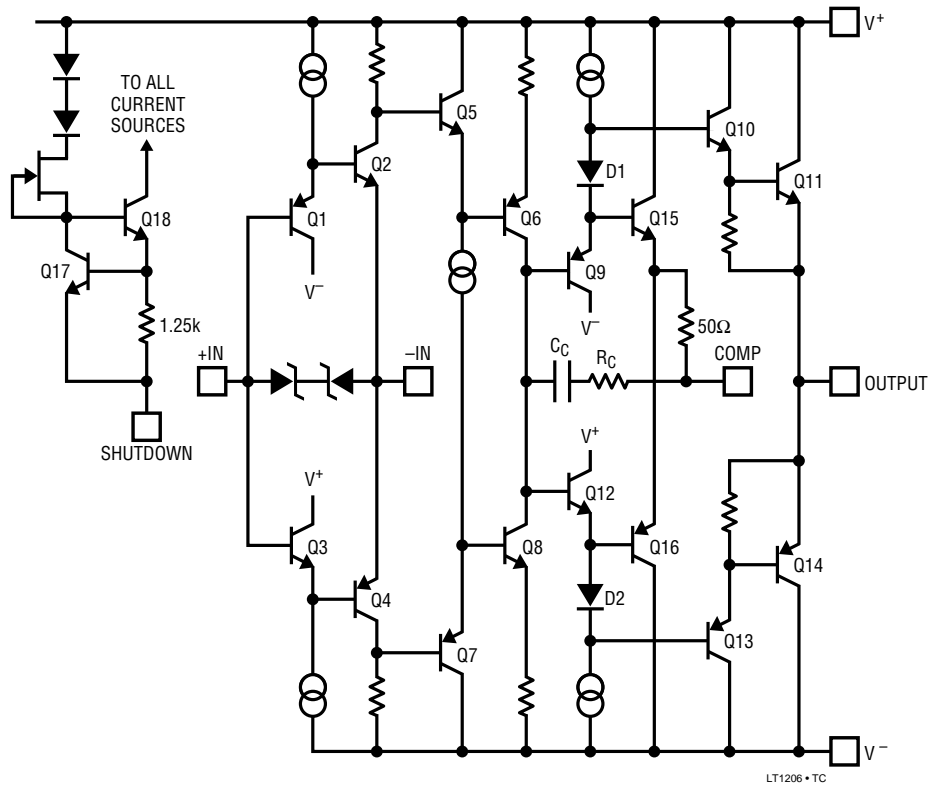 V+
TO ALL
CURRENT
SOURCES
Q5
Q10
Q2
D1
Q11
Q18
Q1
Q6
Q15
Q17
Q9
V–
V–
1.25k
50Ω
+IN
–IN
CC
RC
COMP
OUTPUT
SHUTDOWN
V+
V+
Q12
Q3
Q8
Q16
Q14
Q4
D2
Q7
Q13
V–
LT1206 • TC